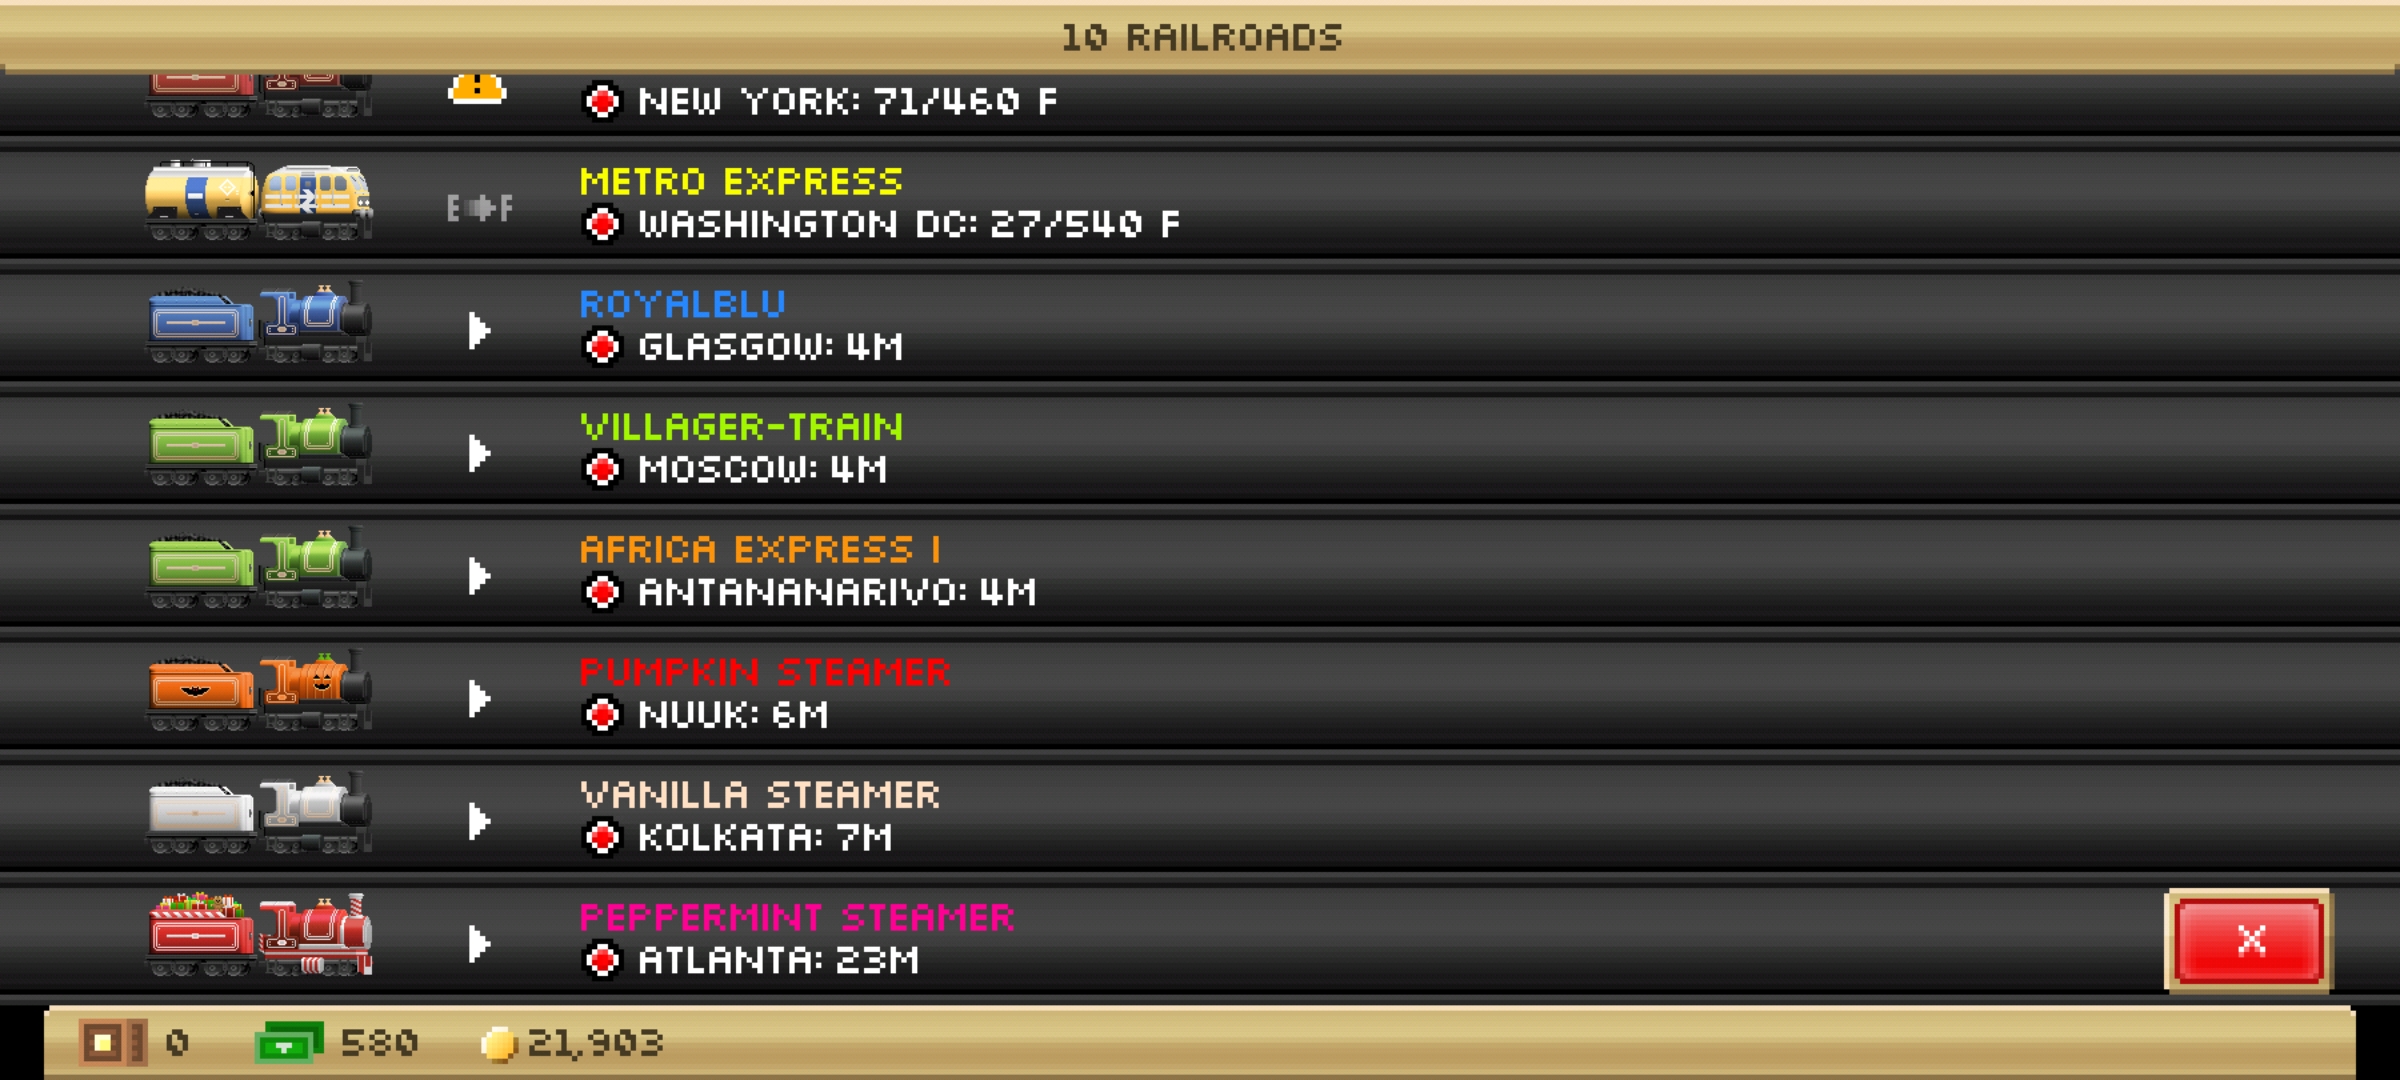 10 RAILROADS
NEW YORK: 71/460 F
METRO EXPRESS
E F
WASHINGTON DC: 27/540 F
ROYALBLU
GLASGOW: 4M
VILLAGER-TRAIN
MOSCOW: 4M
AFRICA EXPRESS I
ANTANANARIVO: 4M
PUMPKIN STEAMER
NUUK: 6M
VANILLA STEAMER
KOLKATA: 7M
PEPPERMINT STEAMER
ATLANTA: 23M
X
0 580 21,903